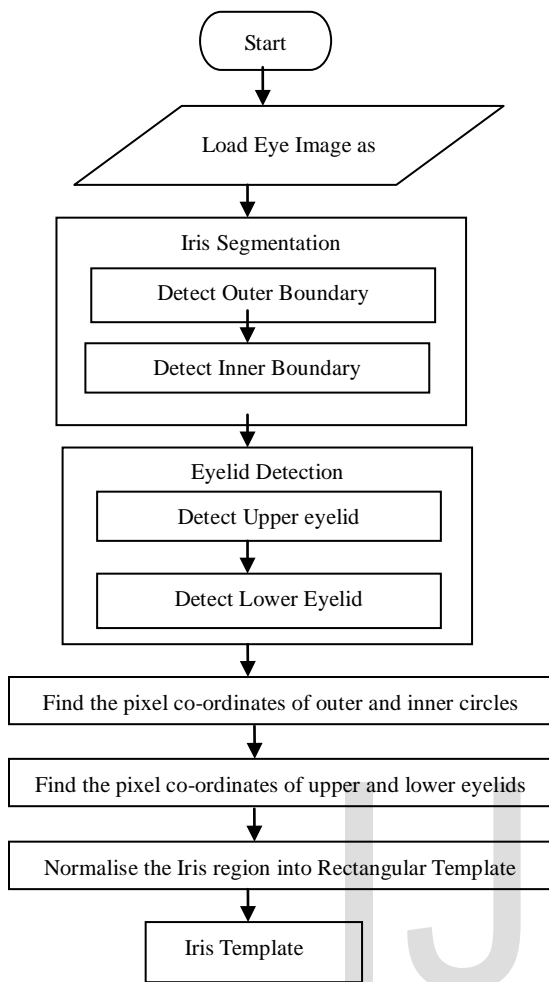 Start
Load Eye Image as
Iris Segmentation
Detect Outer Boundary
Detect Inner Boundary
Eyelid Detection
Detect Upper eyelid
Detect Lower Eyelid
Find the pixel co-ordinates of outer and inner circles
Find the pixel co-ordinates of upper and lower eyelids
Normalise the Iris region into Rectangular Template
Iris Template
IJ